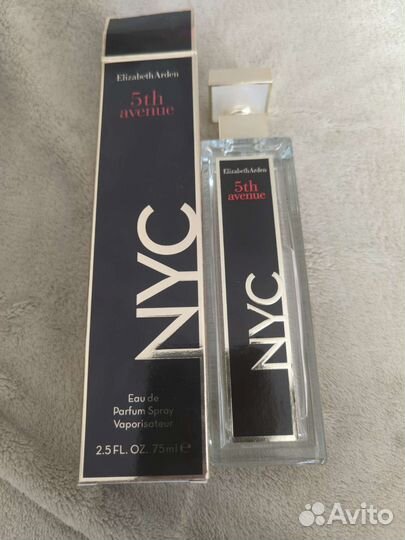 Elizabeth Arden
5th
avenue
NYC
Eau de
Parfum Spray
Vaporisateur
2.5 FL. OZ. 75ml ℮
Elizabeth Arden
5th
avenue
NYC
Avito